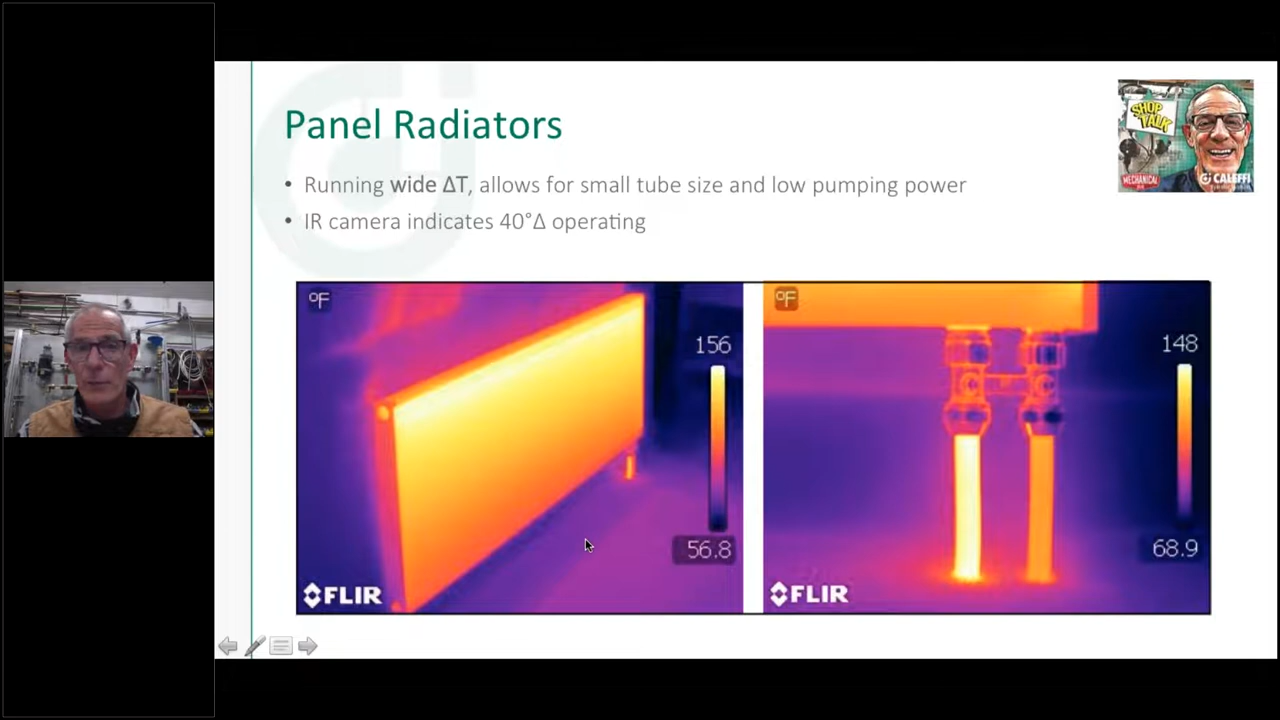 Panel Radiators
• Running wide ΔT, allows for small tube size and low pumping power
• IR camera indicates 40°Δ operating
SHOP
TALK
MECHANICAL
CALEFFI
°F
156
56.8
FLIR
°F
148
68.9
FLIR